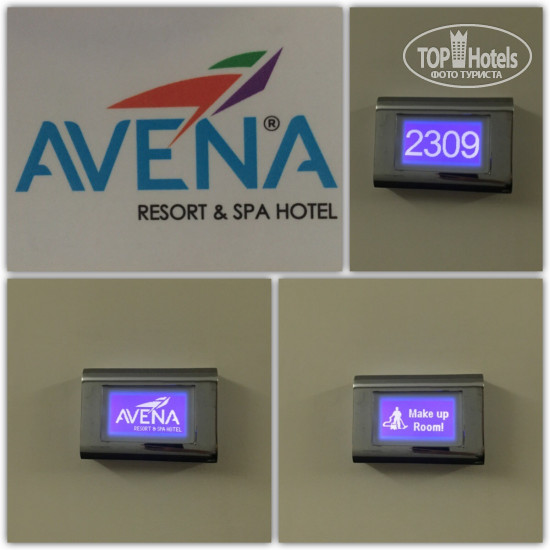 AVENA®
RESORT & SPA HOTEL
TOP Hotels
ФОТО ТУРИСТА
2309
AVENA
RESORT & SPA HOTEL
Make up
Room!